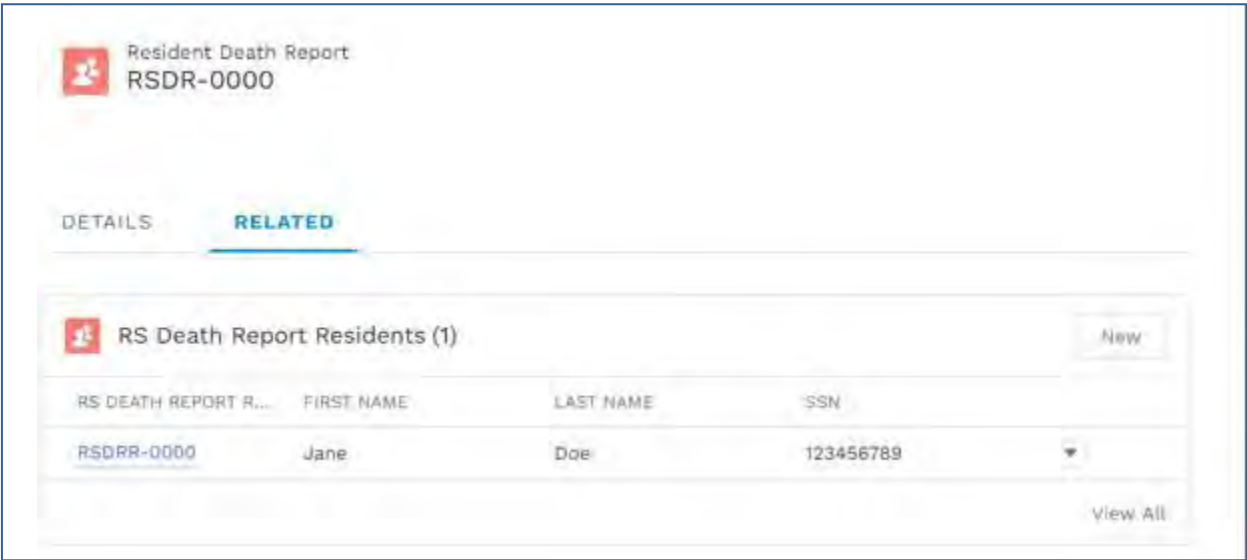 Resident Death Report
RSDR-0000
DETAILS RELATED
RS Death Report Residents (1) New
RS DEATH REPORT R... FIRST NAME LAST NAME SSN
RSDRR-0000 Jane Doe 123456789
View All